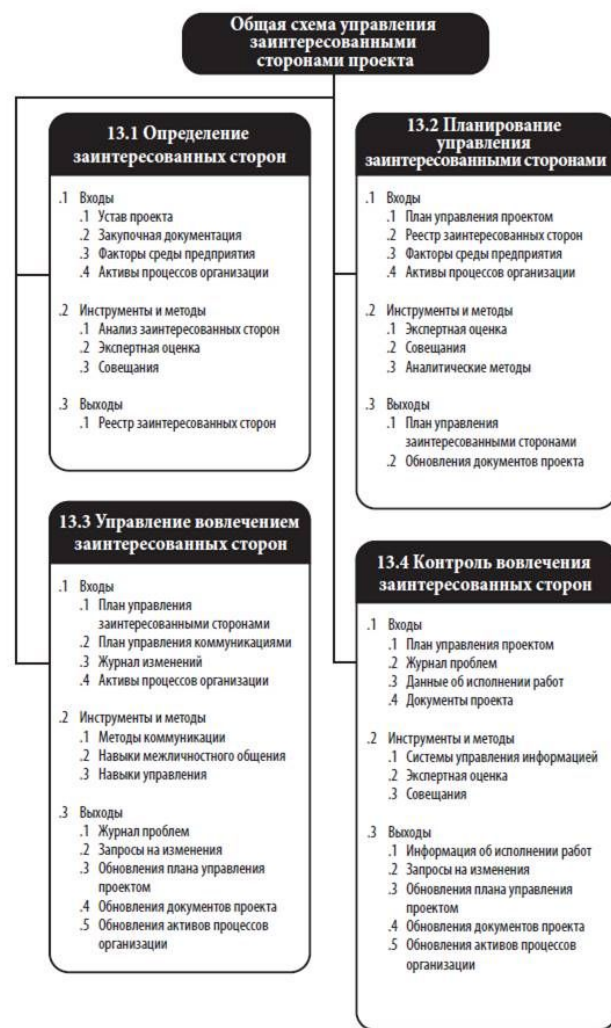 Общая схема управления
заинтересованными
сторонами проекта
13.1 Определение
заинтересованных сторон
.1 Входы
.1 Устав проекта
.2 Закупочная документация
.3 Факторы среды предприятия
.4 Активы процессов организации
.2 Инструменты и методы
.1 Анализ заинтересованных сторон
.2 Экспертная оценка
.3 Совещания
.3 Выходы
.1 Реестр заинтересованных сторон
13.2 Планирование
управления
заинтересованными сторонами
.1 Входы
.1 План управления проектом
.2 Реестр заинтересованных сторон
.3 Факторы среды предприятия
.4 Активы процессов организации
.2 Инструменты и методы
.1 Экспертная оценка
.2 Совещания
.3 Аналитические методы
.3 Выходы
.1 План управления
заинтересованными сторонами
.2 Обновления документов проекта
13.3 Управление вовлечением
заинтересованных сторон
.1 Входы
.1 План управления
заинтересованными сторонами
.2 План управления коммуникациями
.3 Журнал изменений
.4 Активы процессов организации
.2 Инструменты и методы
.1 Методы коммуникации
.2 Навыки межличностного общения
.3 Навыки управления
.3 Выходы
.1 Журнал проблем
.2 Запросы на изменения
.3 Обновления плана управления
проектом
.4 Обновления документов проекта
.5 Обновления активов процессов
организации
13.4 Контроль вовлечения
заинтересованных сторон
.1 Входы
.1 План управления проектом
.2 Журнал проблем
.3 Данные об исполнении работ
.4 Документы проекта
.2 Инструменты и методы
.1 Системы управления информацией
.2 Экспертная оценка
.3 Совещания
.3 Выходы
.1 Информация об исполнении работ
.2 Запросы на изменения
.3 Обновления плана управления
проектом
.4 Обновления документов проекта
.5 Обновления активов процессов
организации